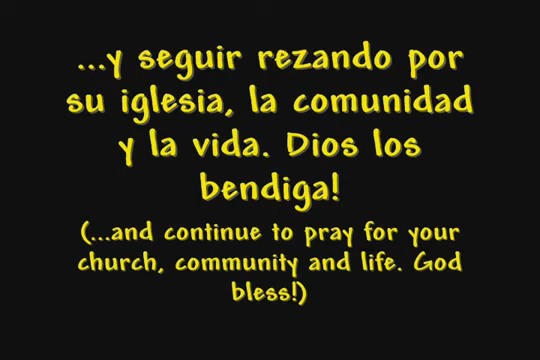 ...y seguir rezando por
su iglesia, la comunidad
y la vida. Dios los
bendiga!
(...and continue to pray for your
church, community and life. God
bless!)